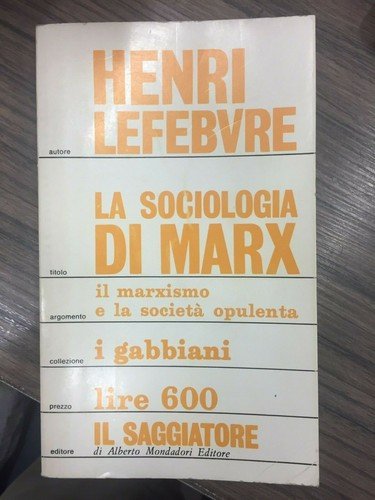 HENRI
autore LEFEBVRE
LA SOCIOLOGIA
titolo DI MARX
il marxismo
argomento e la società opulenta
collezione i gabbiani
prezzo lire 600
IL SAGGIATORE
editore di Alberto Mondadori Editore